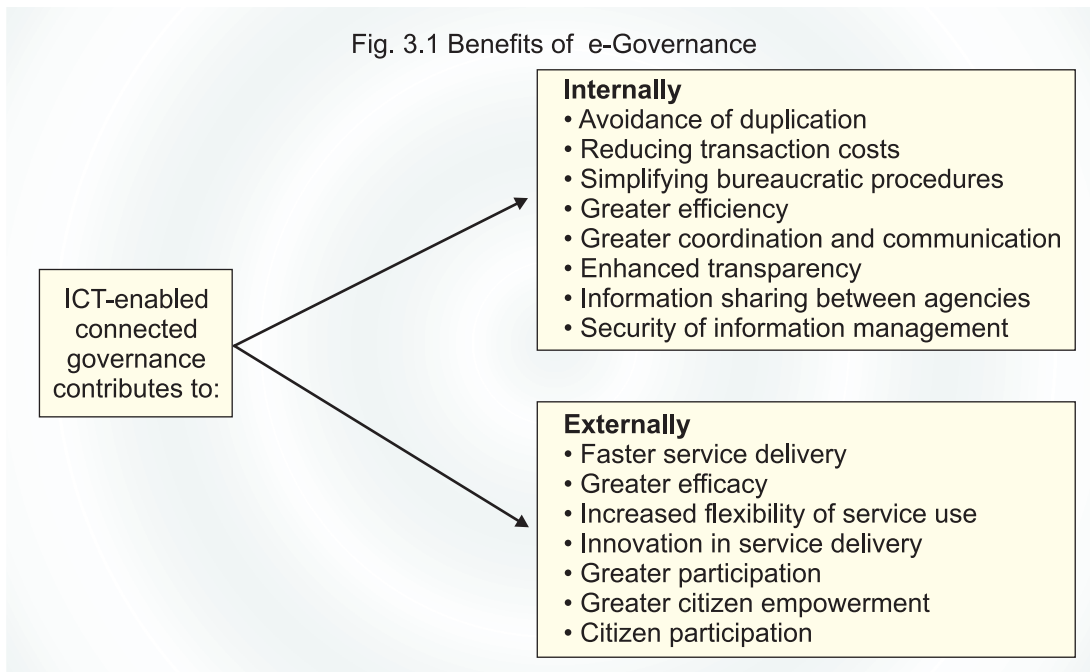 Fig. 3.1 Benefits of e-Governance
ICT-enabled
connected
governance
contributes to:
Internally
• Avoidance of duplication
• Reducing transaction costs
• Simplifying bureaucratic procedures
• Greater efficiency
• Greater coordination and communication
• Enhanced transparency
• Information sharing between agencies
• Security of information management
Externally
• Faster service delivery
• Greater efficacy
• Increased flexibility of service use
• Innovation in service delivery
• Greater participation
• Greater citizen empowerment
• Citizen participation